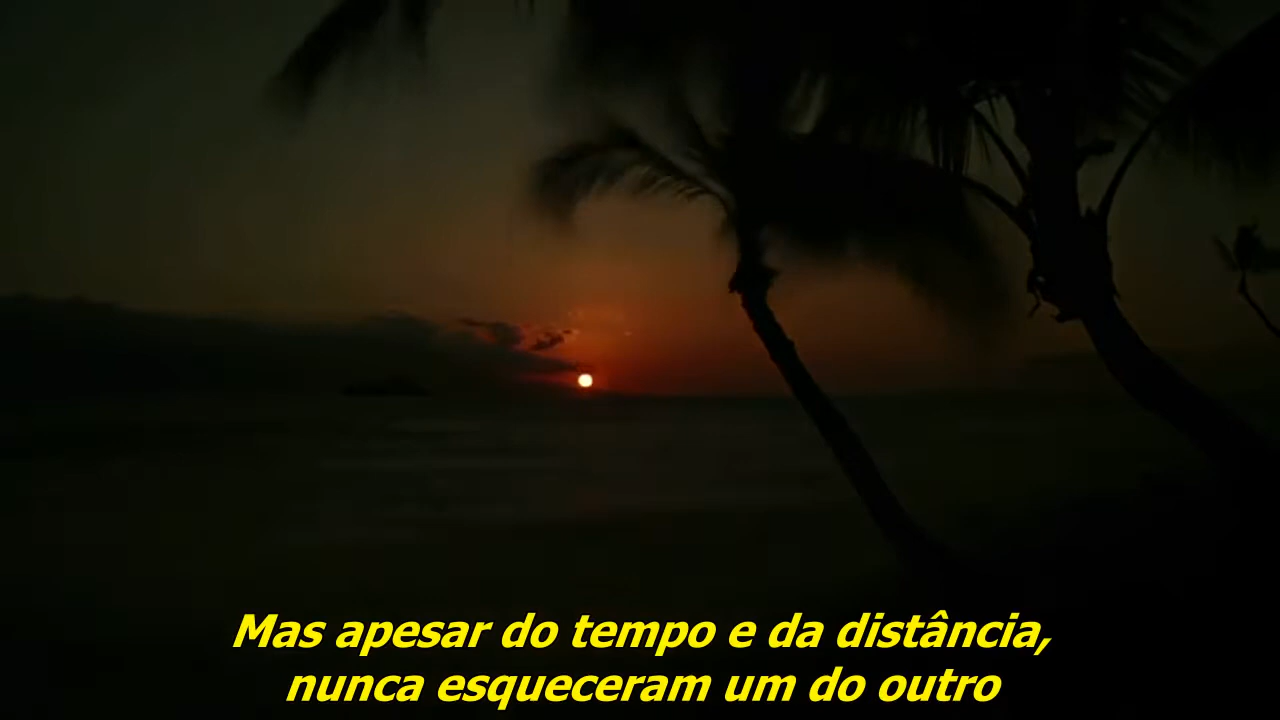 Mas apesar do tempo e da distância,
nunca esqueceram um do outro